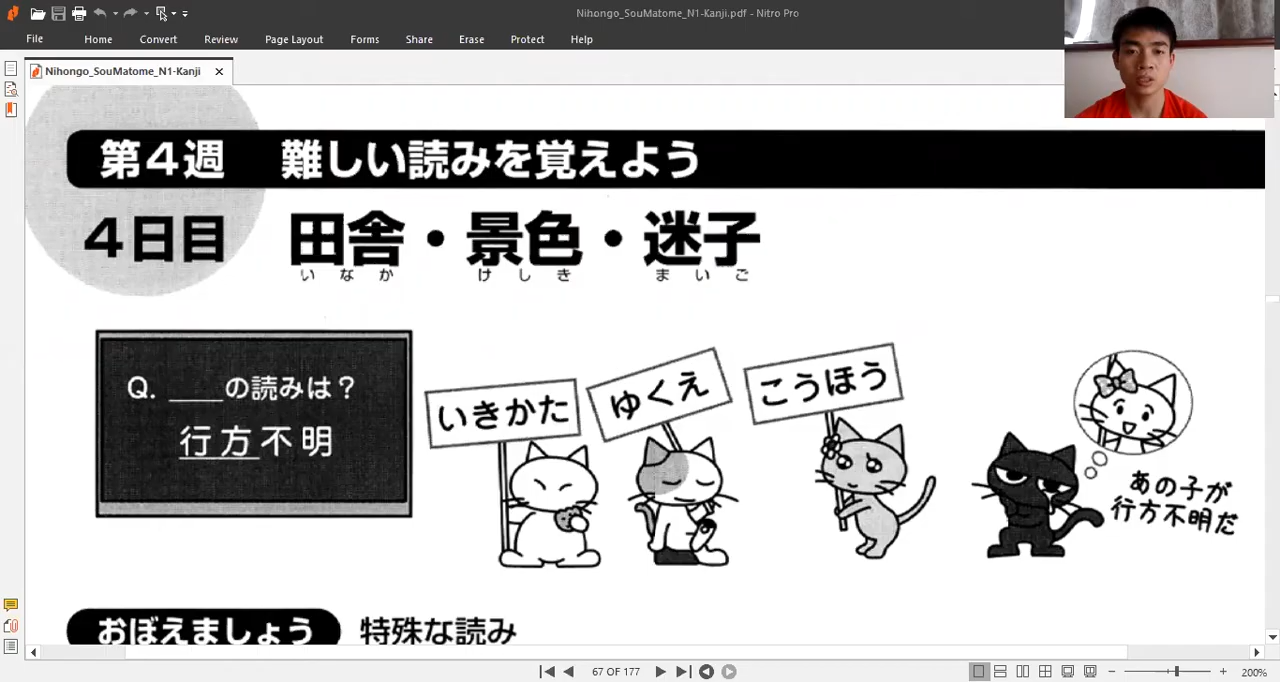 Nihongo_SouMatome_N1-Kanji.pdf - Nitro Pro
File Home Convert Review Page Layout Forms Share Erase Protect Help
Nihongo_SouMatome_N1-Kanji
第4週 難しい読みを覚えよう
4日目 田舎・景色・迷子
いなか けしき まいご
Q. ___の読みは？
行方不明
いきかた
ゆくえ
こうほう
あの子が
行方不明だ
おぼえましょう 特殊な読み
67 OF 177
200%